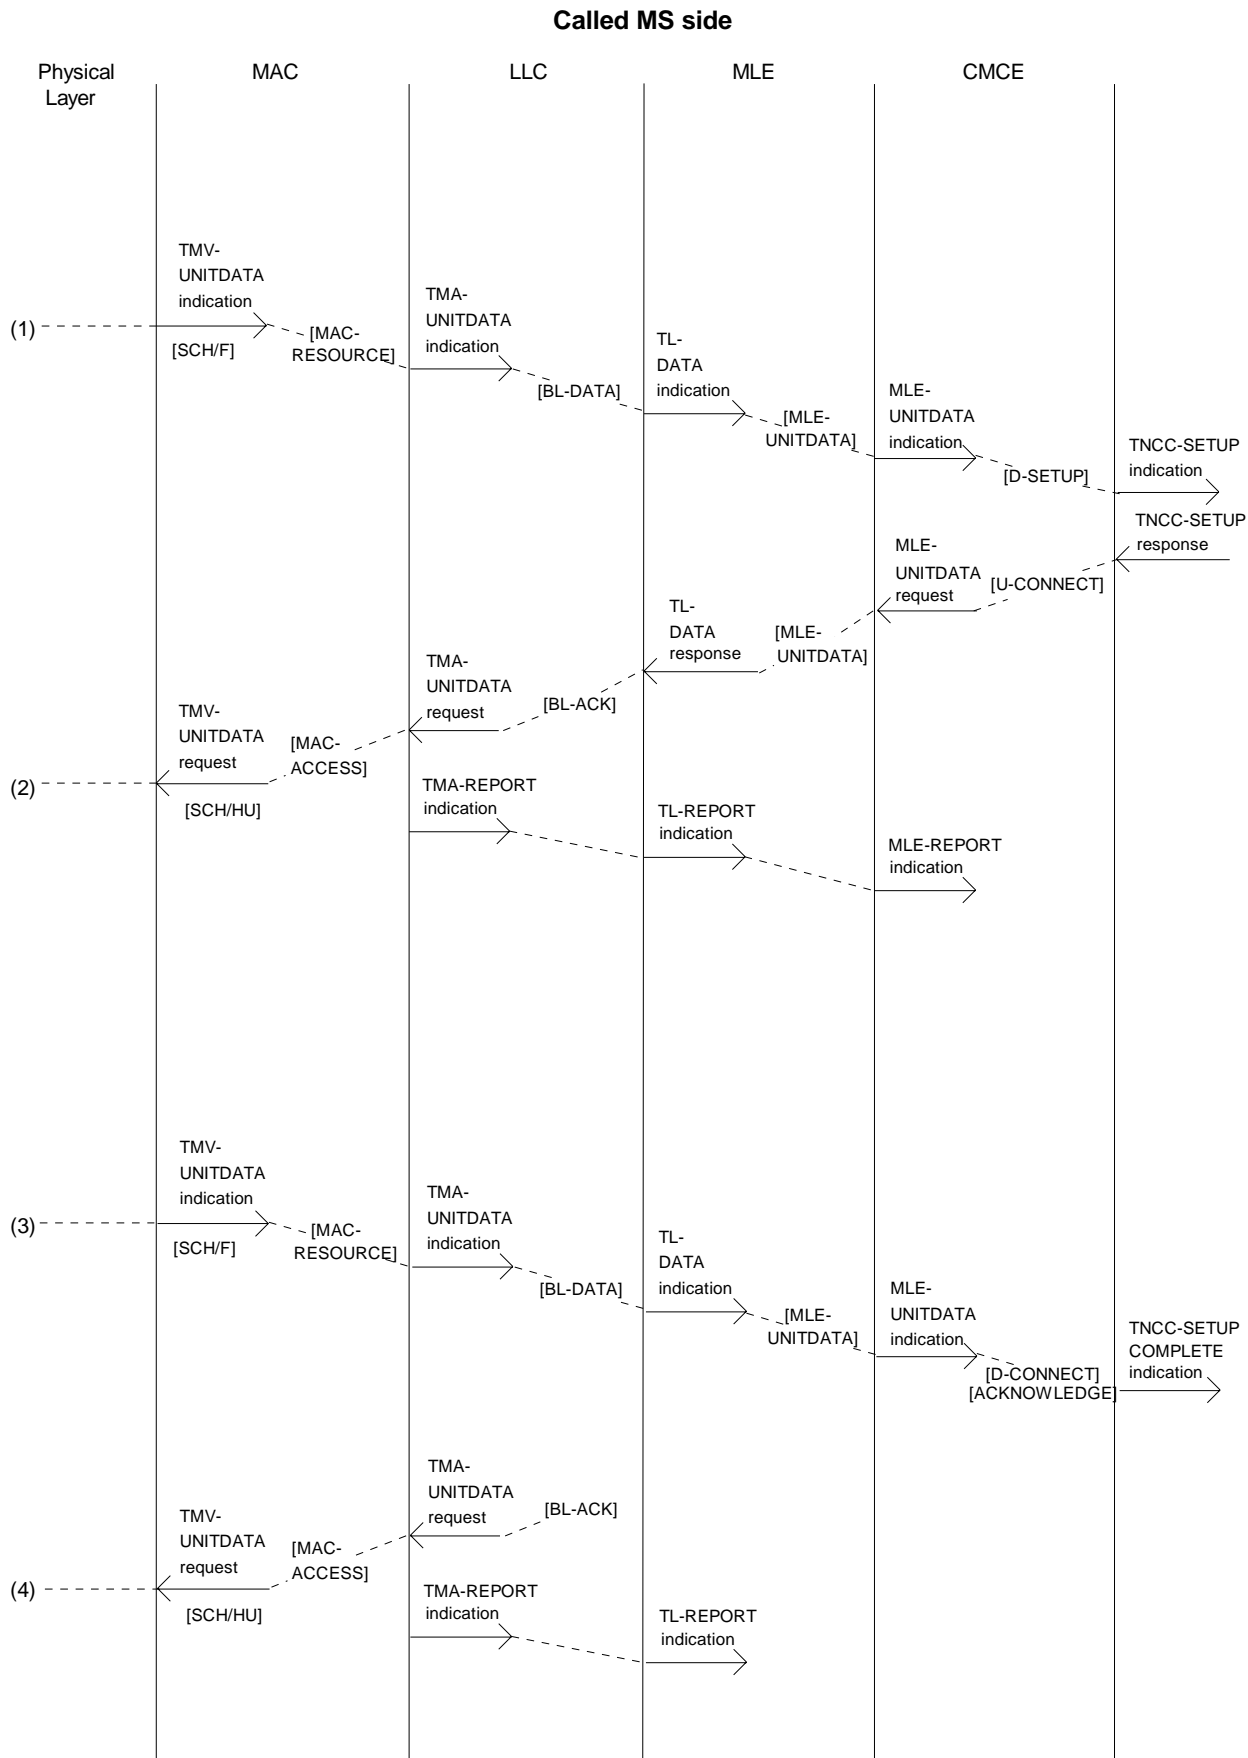 Called MS side
Physical
Layer
MAC
LLC
MLE
CMCE
(1)
TMV-
UNITDATA
indication
[SCH/F]
[MAC-
RESOURCE]
TMA-
UNITDATA
indication
[BL-DATA]
TL-
DATA
indication
[MLE-
UNITDATA]
MLE-
UNITDATA
indication
[D-SETUP]
TNCC-SETUP
indication
TNCC-SETUP
response
[U-CONNECT]
MLE-
UNITDATA
request
[MLE-
UNITDATA]
TL-
DATA
response
[BL-ACK]
TMA-
UNITDATA
request
[MAC-
ACCESS]
TMV-
UNITDATA
request
(2)
[SCH/HU]
TMA-REPORT
indication
TL-REPORT
indication
MLE-REPORT
indication
(3)
TMV-
UNITDATA
indication
[SCH/F]
[MAC-
RESOURCE]
TMA-
UNITDATA
indication
[BL-DATA]
TL-
DATA
indication
[MLE-
UNITDATA]
MLE-
UNITDATA
indication
[D-CONNECT]
[ACKNOWLEDGE]
TNCC-SETUP
COMPLETE
indication
[BL-ACK]
TMA-
UNITDATA
request
[MAC-
ACCESS]
TMV-
UNITDATA
request
(4)
[SCH/HU]
TMA-REPORT
indication
TL-REPORT
indication